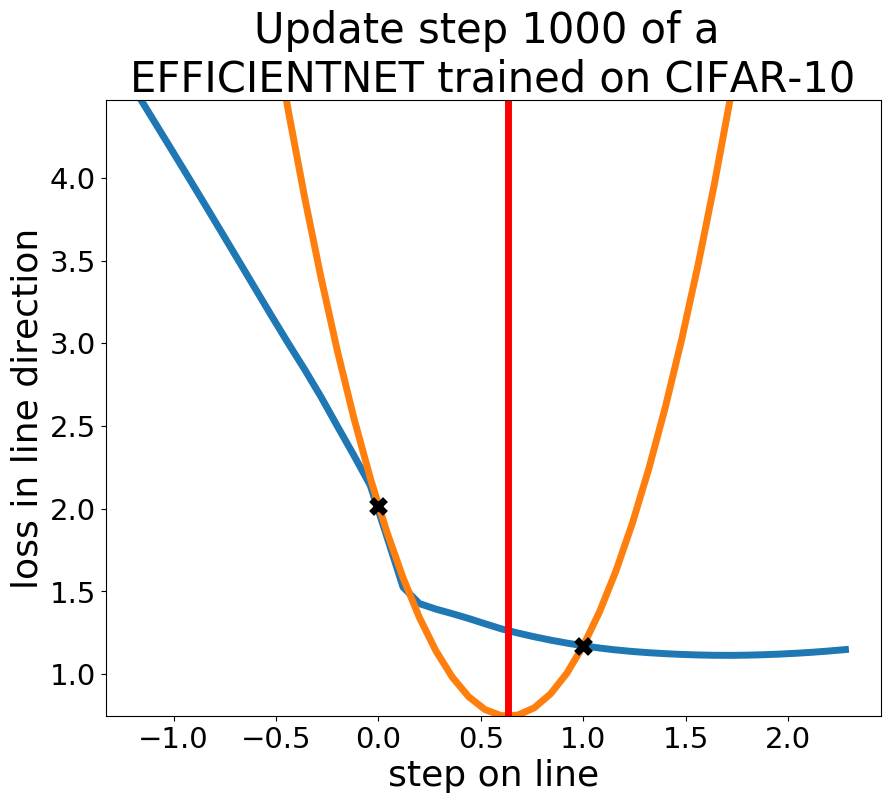 Update step 1000 of a
EFFICIENTNET trained on CIFAR-10
loss in line direction
4.0
3.5
3.0
2.5
2.0
1.5
1.0
−1.0 −0.5 0.0 0.5 1.0 1.5 2.0
step on line